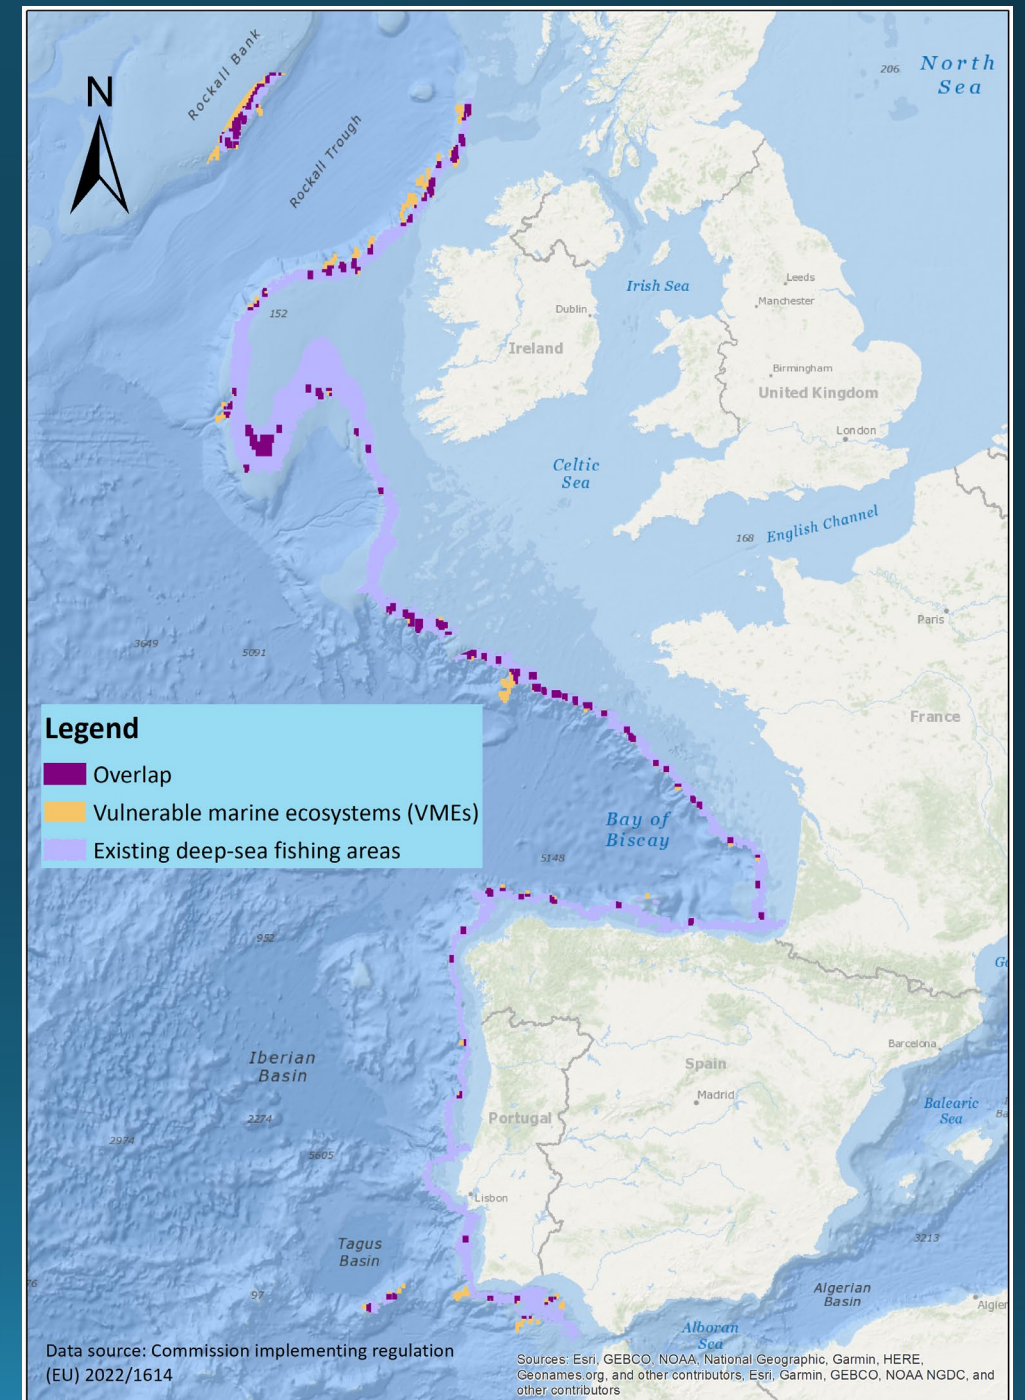 Rockall Bank
206
North
Sea
N
Rockall Trough
Leeds
Irish Sea
Manchester
Dublin
152
Ireland
Birmingham
United Kingdom
London
Celtic
Sea
English Channel
168
Paris
3649
5091
Legend
Overlap
Vulnerable marine ecosystems (VMEs)
Existing deep-sea fishing areas
France
Bay of
Biscay
5148
952
Barcelona
Iberian
Basin
Spain
Madrid
Balearic
Sea
2274
Portugal
2974
5605
Lisbon
3213
Tagus
Basin
76
97
Algerian
Basin
Alboran
Sea
Data source: Commission implementing regulation
(EU) 2022/1614
Sources: Esri, GEBCO, NOAA, National Geographic, Garmin, HERE,
Geonames.org, and other contributors, Esri, Garmin, GEBCO, NOAA NGDC, and
other contributors